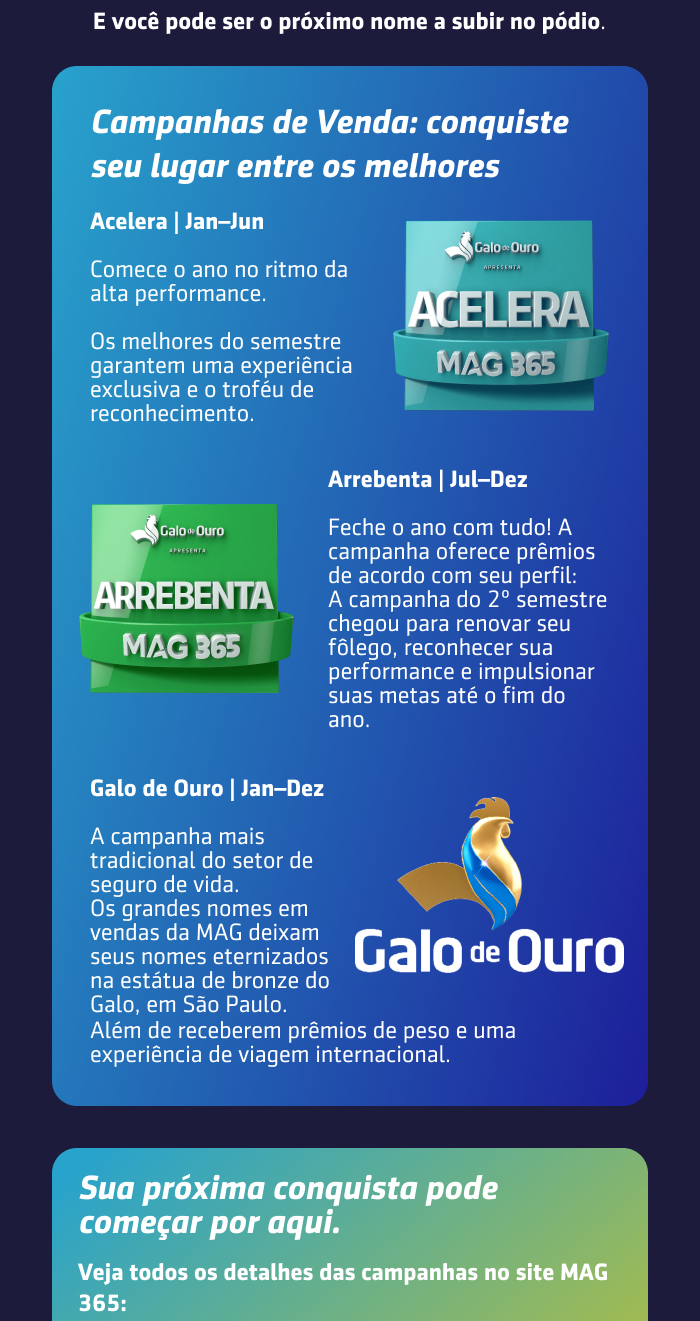 E você pode ser o próximo nome a subir no pódio.
Campanhas de Venda: conquiste
seu lugar entre os melhores
Acelera | Jan–Jun
Comece o ano no ritmo da
alta performance.
Os melhores do semestre
garantem uma experiência
exclusiva e o troféu de
reconhecimento.
Galo de Ouro
APRESENTA
ACELERA
MAG 365
Galo de Ouro
APRESENTA
ARREBENTA
MAG 365
Arrebenta | Jul–Dez
Feche o ano com tudo! A
campanha oferece prêmios
de acordo com seu perfil:
A campanha do 2º semestre
chegou para renovar seu
fôlego, reconhecer sua
performance e impulsionar
suas metas até o fim do
ano.
Galo de Ouro | Jan–Dez
A campanha mais
tradicional do setor de
seguro de vida.
Os grandes nomes em
vendas da MAG deixam
seus nomes eternizados
na estátua de bronze do
Galo, em São Paulo.
Além de receberem prêmios de peso e uma
experiência de viagem internacional.
Galo de Ouro
Sua próxima conquista pode
começar por aqui.
Veja todos os detalhes das campanhas no site MAG
365: